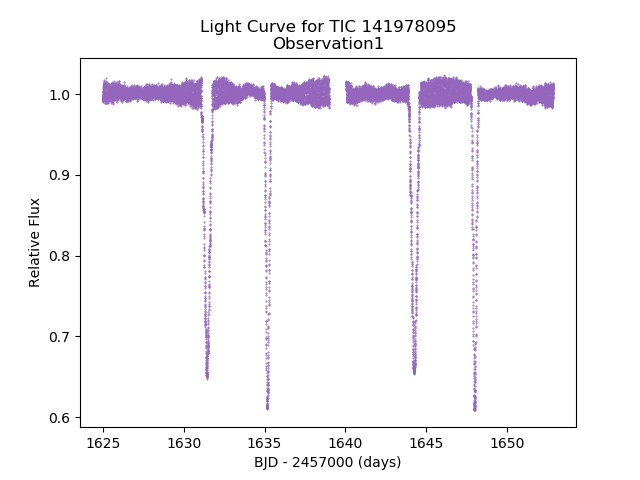 Light Curve for TIC 141978095
Observation1
1.0
0.9
0.8
0.7
0.6
Relative Flux
1625 1630 1635 1640 1645 1650
BJD - 2457000 (days)